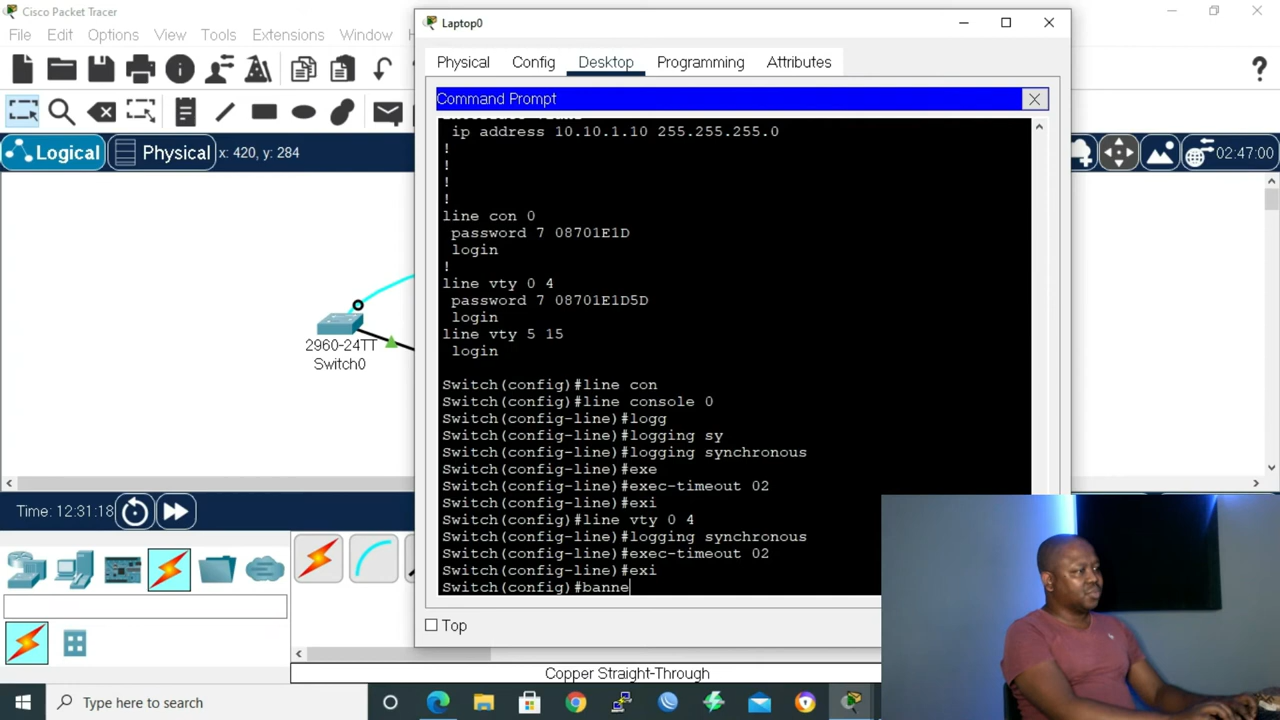 Cisco Packet Tracer
File Edit Options View Tools Extensions Window
Logical
Physical x: 420, y: 284
02:47:00
2960-24TT
Switch0
Time: 12:31:18
Laptop0
Physical Config Desktop Programming Attributes
Command Prompt
ip address 10.10.1.10 255.255.255.0
!
!
!
!
line con 0
password 7 08701E1D
login
!
line vty 0 4
password 7 08701E1D5D
login
line vty 5 15
login
Switch(config)#line con
Switch(config)#line console 0
Switch(config-line)#logg
Switch(config-line)#logging sy
Switch(config-line)#logging synchronous
Switch(config-line)#exe
Switch(config-line)#exec-timeout 02
Switch(config-line)#exi
Switch(config)#line vty 0 4
Switch(config-line)#logging synchronous
Switch(config-line)#exec-timeout 02
Switch(config-line)#exi
Switch(config)#banne
Top
Copper Straight-Through
Type here to search